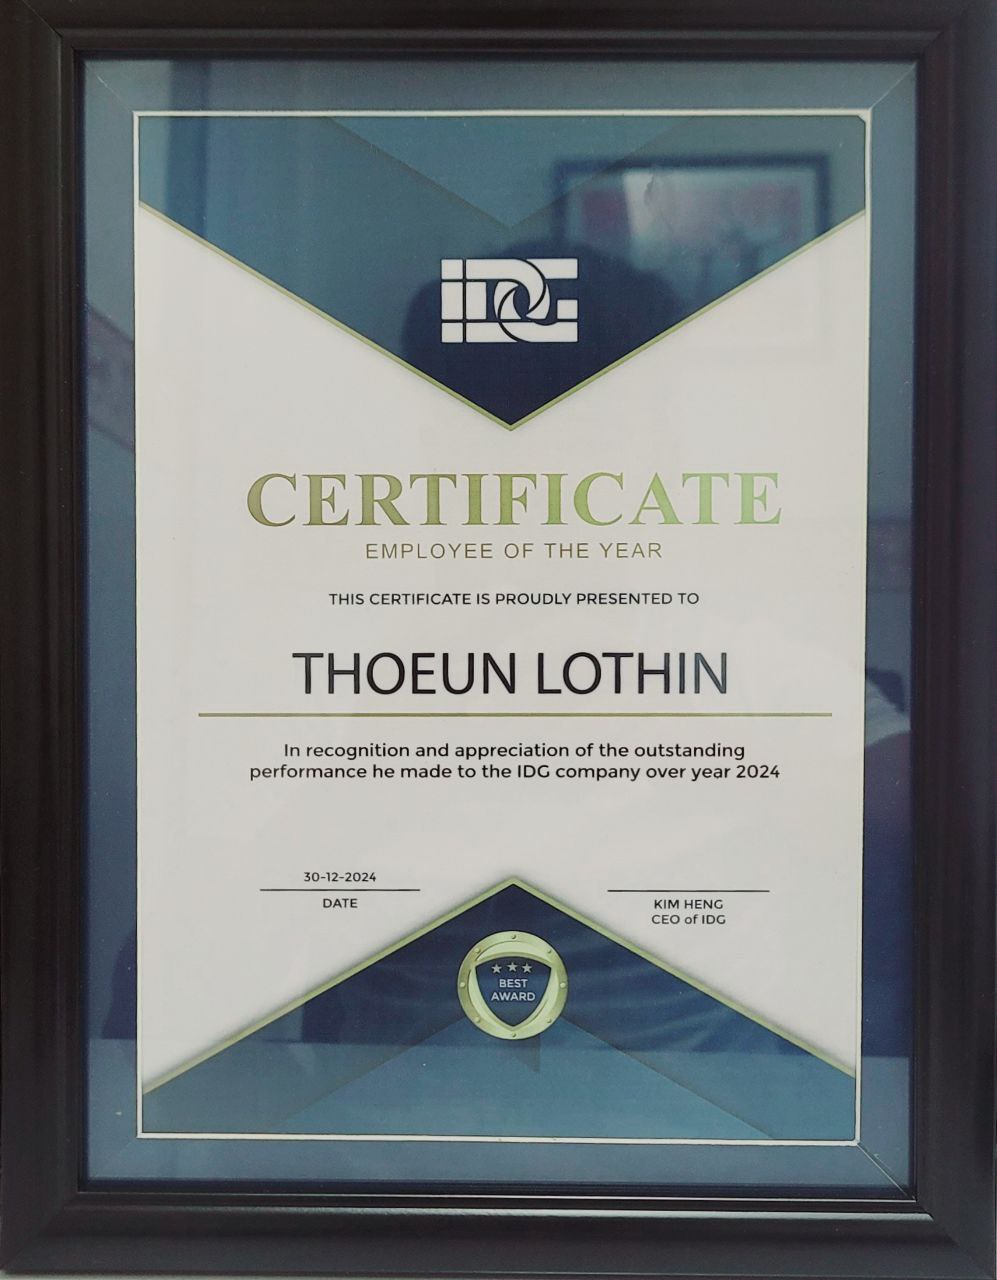 IDG
CERTIFICATE
EMPLOYEE OF THE YEAR
THIS CERTIFICATE IS PROUDLY PRESENTED TO
THOEUN LOTHIN
In recognition and appreciation of the outstanding
performance he made to the IDG company over year 2024
30-12-2024
DATE
KIM HENG
CEO of IDG
BEST
AWARD